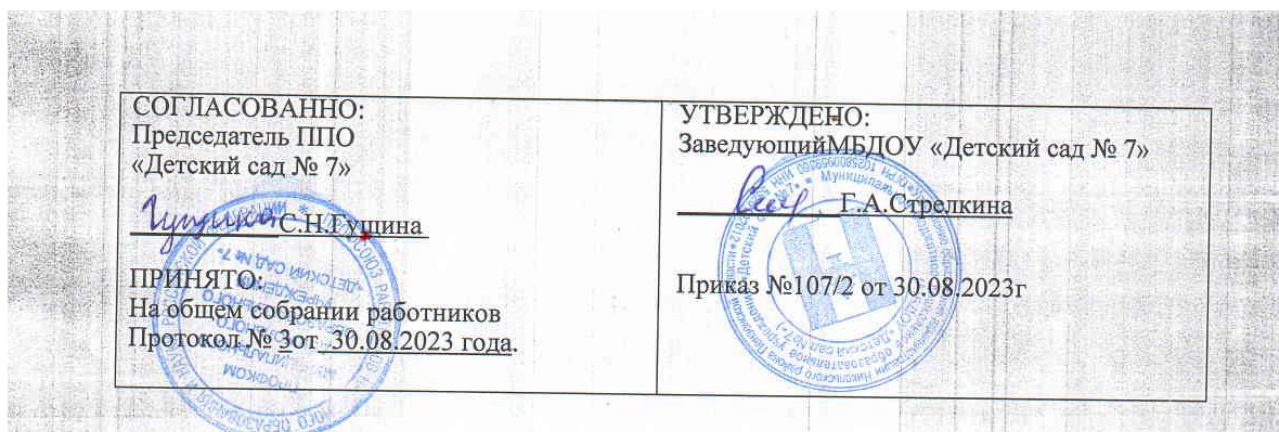 СОГЛАСОВАННО:
Председатель ППО
«Детский сад № 7»
С.Н.Гущина
ПРИНЯТО:
На общем собрании работников
Протокол № 3от 30.08.2023 года.
УТВЕРЖДЕНО:
ЗаведующийМБДОУ «Детский сад № 7»
Г.А.Стрелкина
Приказ №107/2 от 30.08.2023г